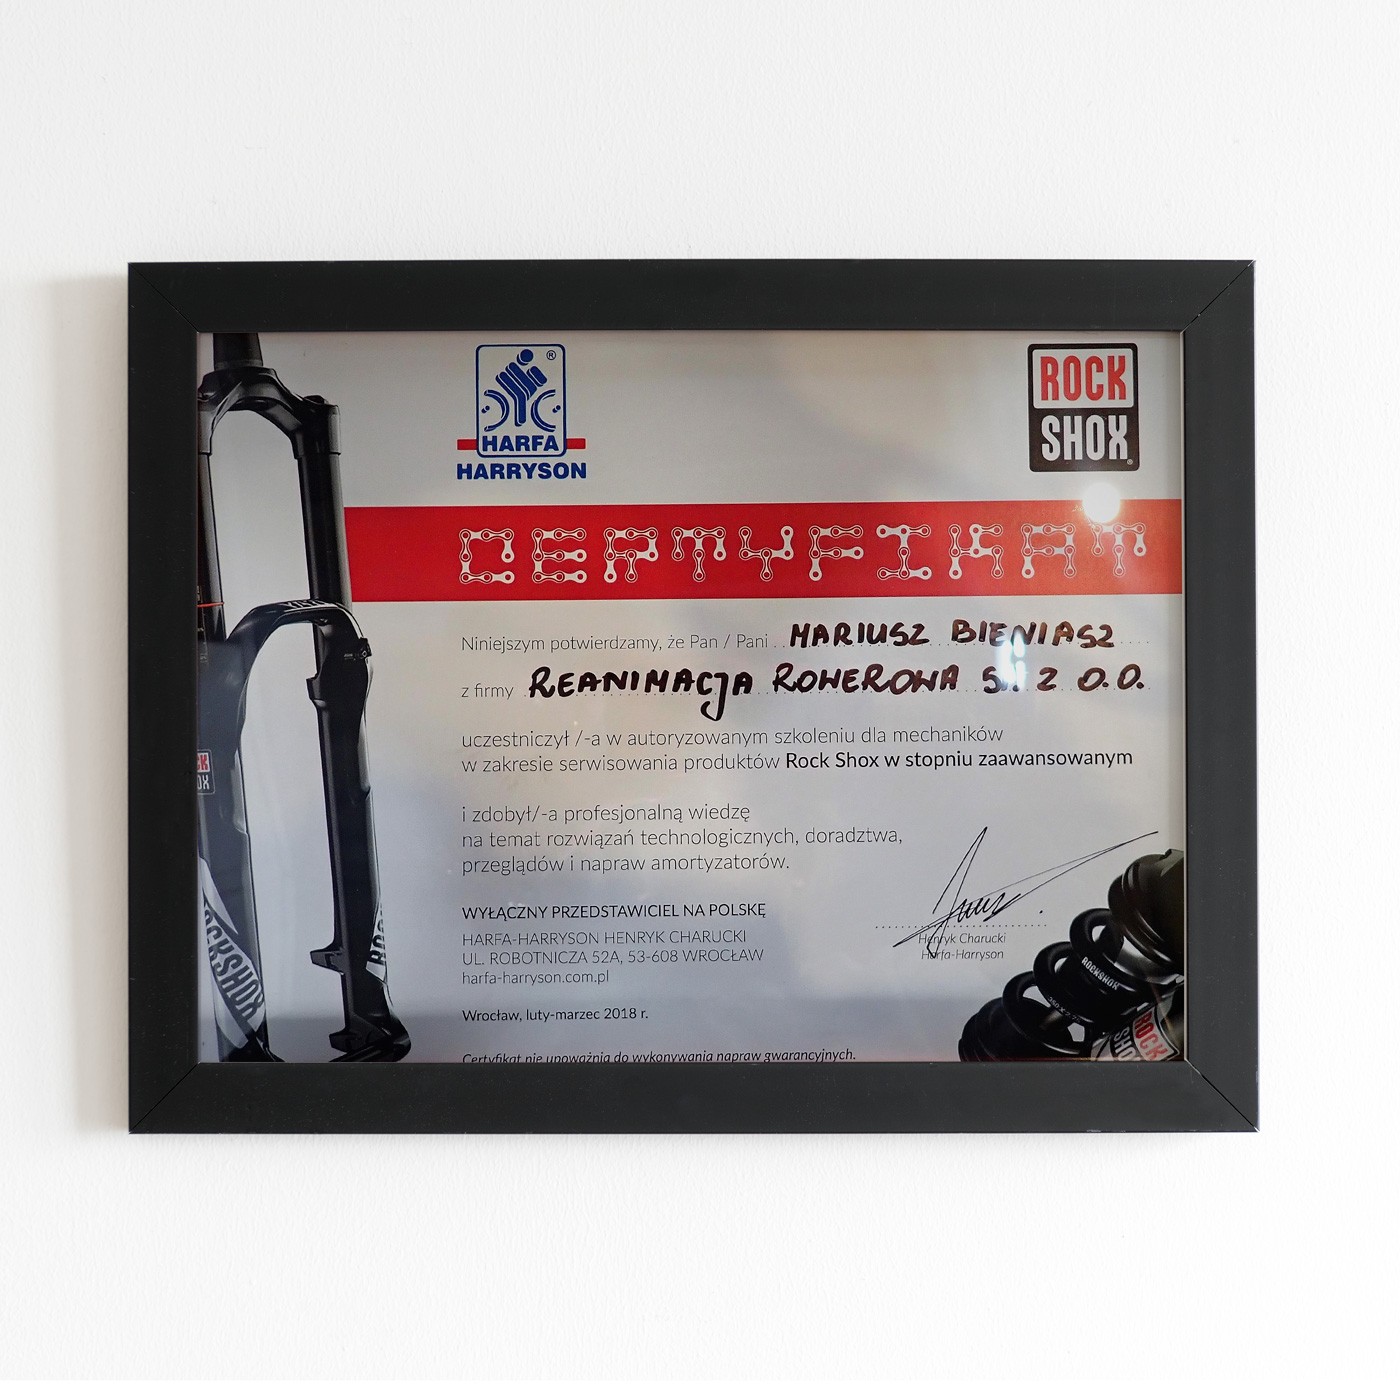 HARFA
HARRYSON
ROCK
SHOX
CERTYFIKAT
Niniejszym potwierdzamy, że Pan / Pani MARIUSZ BIENIASZ
z firmy REANIMACJA ROWEROWA Z O.O.
uczestniczył /-a w autoryzowanym szkoleniu dla mechaników
w zakresie serwisowania produktów Rock Shox w stopniu zaawansowanym
i zdobył/-a profesjonalną wiedzę
na temat rozwiązań technologicznych, doradztwa,
przeglądów i napraw amortyzatorów.
WYŁĄCZNY PRZEDSTAWICIEL NA POLSKĘ
HARFA-HARRYSON HENRYK CHARUCKI
UL. ROBOTNICZA 52A, 53-608 WROCŁAW
harfa-harryson.com.pl
Henryk Charucki
Harfa-Harryson
Wrocław, luty-marzec 2018 r.
Certyfikat nie upoważnia do wykonywania napraw gwarancyjnych.
ROCKSHOX
ROCKSHOX
ROCK
SHOX